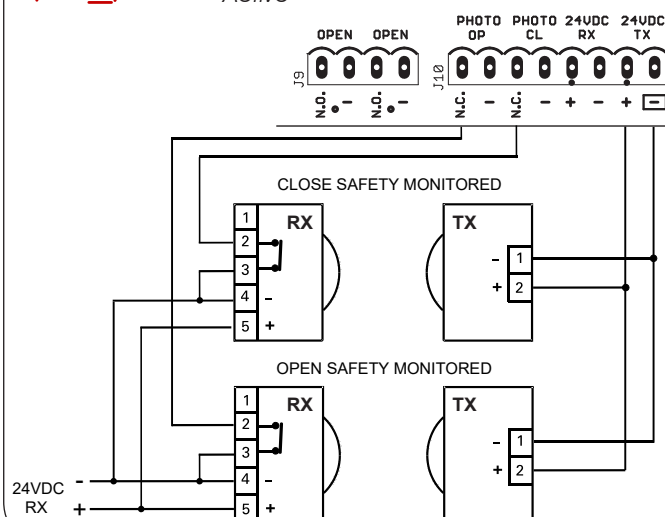 OPEN OPEN
PHOTO OP PHOTO CL 24VDC RX 24VDC TX
J9
J10
N.O. - N.O. -
N.C. - N.C. - + - + -
CLOSE SAFETY MONITORED
RX
TX
1
2
3
4 -
5 +
- 1
+ 2
OPEN SAFETY MONITORED
RX
TX
1
2
3
4 -
5 +
- 1
+ 2
24VDC -
RX +